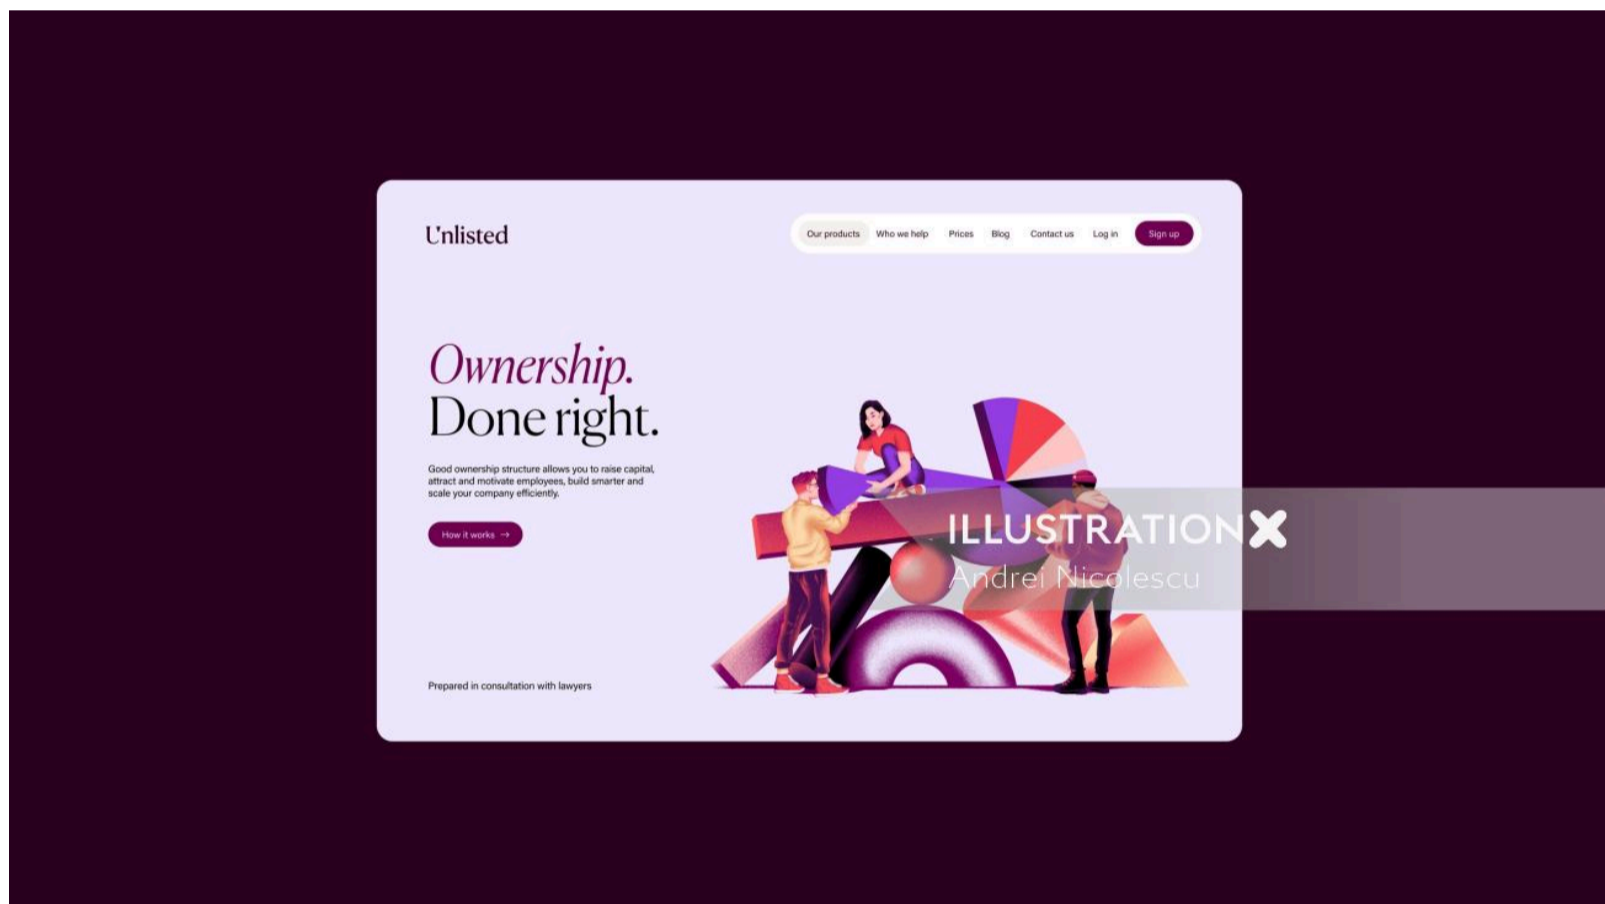 Unlisted
Our products Who we help Prices Blog Contact us Log in Sign up
Ownership.
Done right.
Good ownership structure allows you to raise capital,
attract and motivate employees, build smarter and
scale your company efficiently.
How it works →
ILLUSTRATIONX
Andrei Nicolescu
Prepared in consultation with lawyers